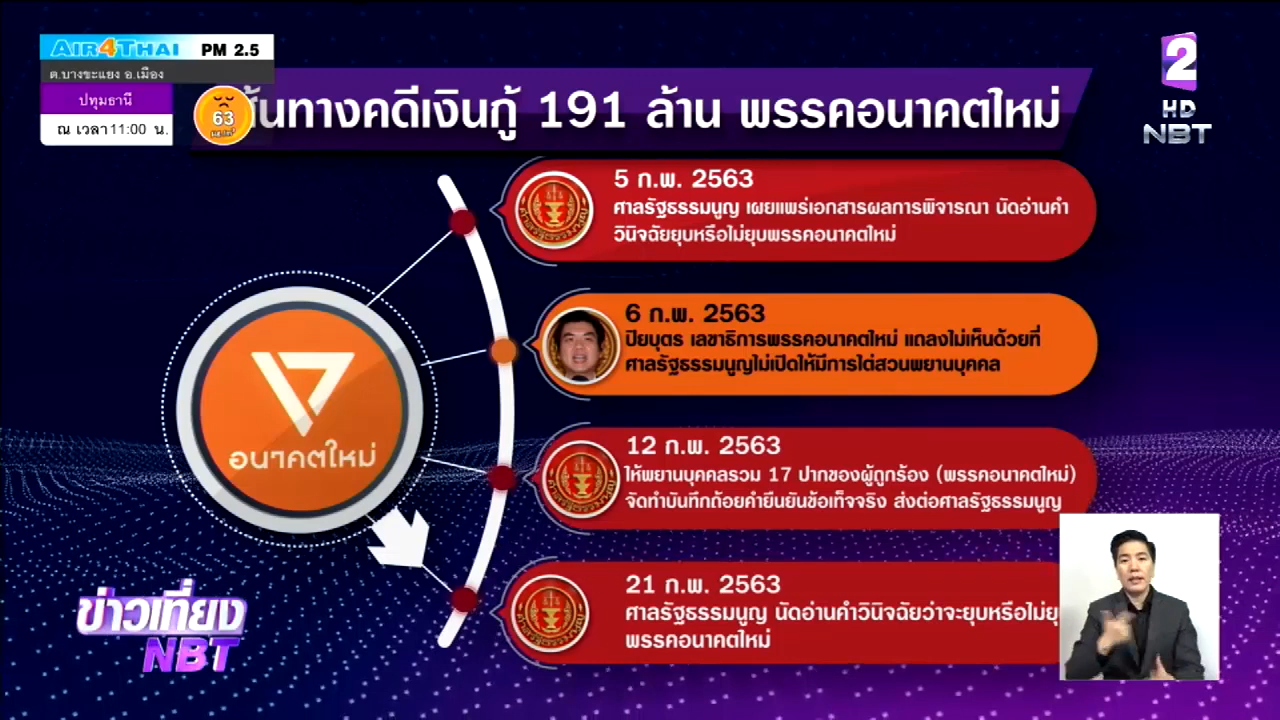 AIR4THAI PM 2.5
ต.บางขะแยง อ.เมือง
ปทุมธานี
ณ เวลา 11:00 น.
63
2
HD
NBT
เส้นทางคดีเงินกู้ 191 ล้าน พรรคอนาคตใหม่
5 ก.พ. 2563
ศาลรัฐธรรมนูญ เผยแพร่เอกสารผลการพิจารณา นัดอ่านคำ
วินิจฉัยยุบหรือไม่ยุบพรรคอนาคตใหม่
6 ก.พ. 2563
ปิยบุตร เลขาธิการพรรคอนาคตใหม่ แถลงไม่เห็นด้วยที่
ศาลรัฐธรรมนูญไม่เปิดให้มีการไต่สวนพยานบุคคล
อนาคตใหม่
12 ก.พ. 2563
ให้พยานบุคคลรวม 17 ปากของผู้ถูกร้อง (พรรคอนาคตใหม่)
จัดทำบันทึกถ้อยคำยืนยันข้อเท็จจริง ส่งต่อศาลรัฐธรรมนูญ
21 ก.พ. 2563
ศาลรัฐธรรมนูญ นัดอ่านคำวินิจฉัยว่าจะยุบหรือไม่ยุ
พรรคอนาคตใหม่
ข่าวเที่ยง
NBT